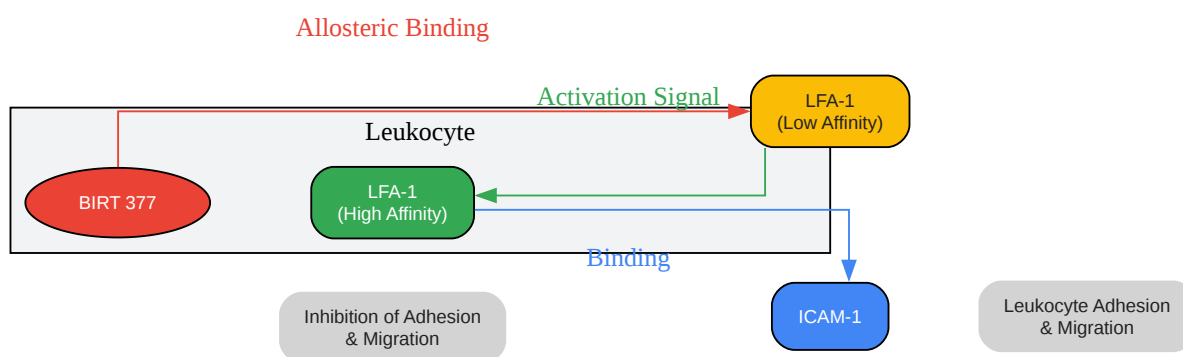 Allosteric Binding
Activation Signal
LFA-1
(Low Affinity)
Leukocyte
BIRT 377
LFA-1
(High Affinity)
Binding
Inhibition of Adhesion
& Migration
ICAM-1
Leukocyte Adhesion
& Migration